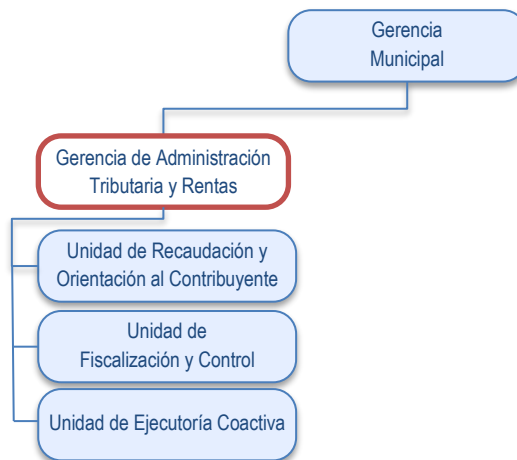 Gerencia
Municipal
Gerencia de Administración
Tributaria y Rentas
Unidad de Recaudación y
Orientación al Contribuyente
Unidad de
Fiscalización y Control
Unidad de Ejecutoría Coactiva